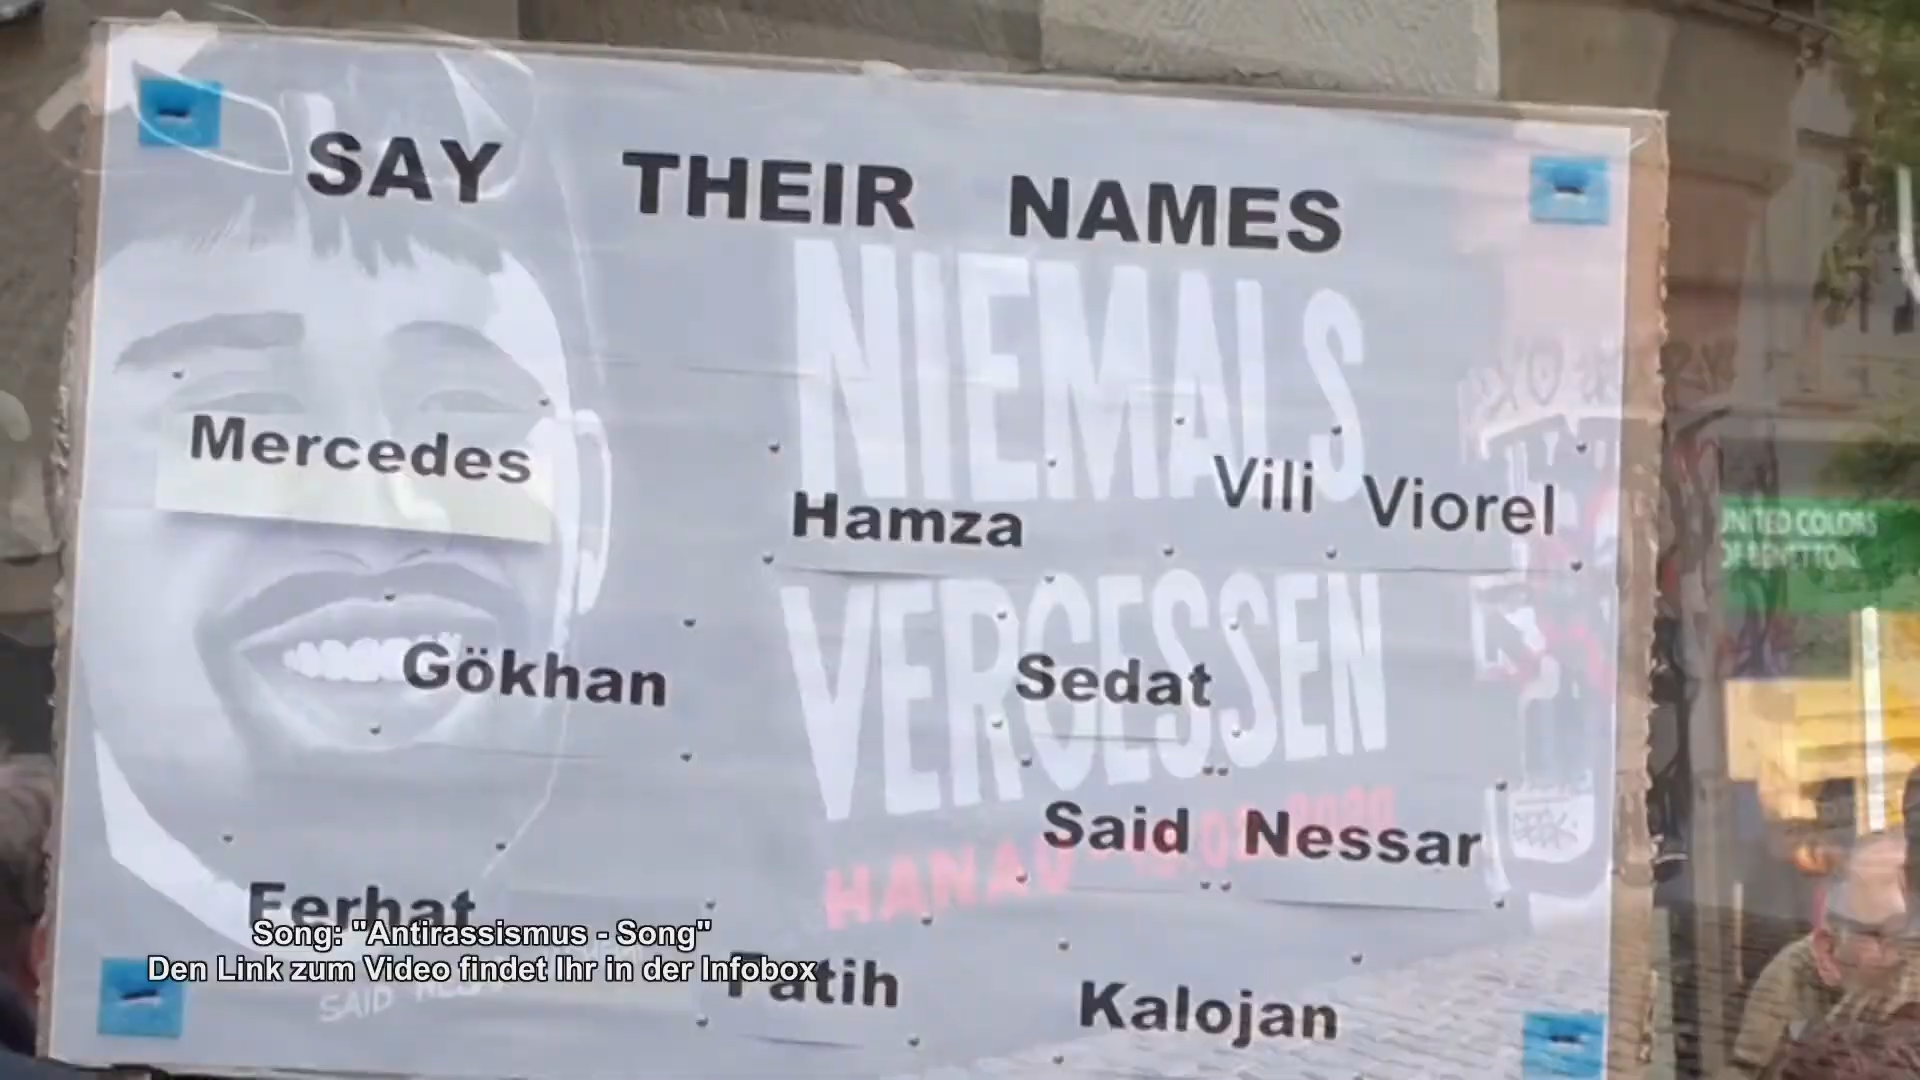 SAY THEIR NAMES
NIEMALS
Mercedes
Hamza
Vili Viorel
VERGESSEN
Gökhan
Sedat
Said Nessar
HANAU
Ferhat
Fatih
Kalojan
UNITED COLORS
OF BENETTON.
Song: "Antirassismus - Song"
Den Link zum Video findet Ihr in der Infobox
SAID